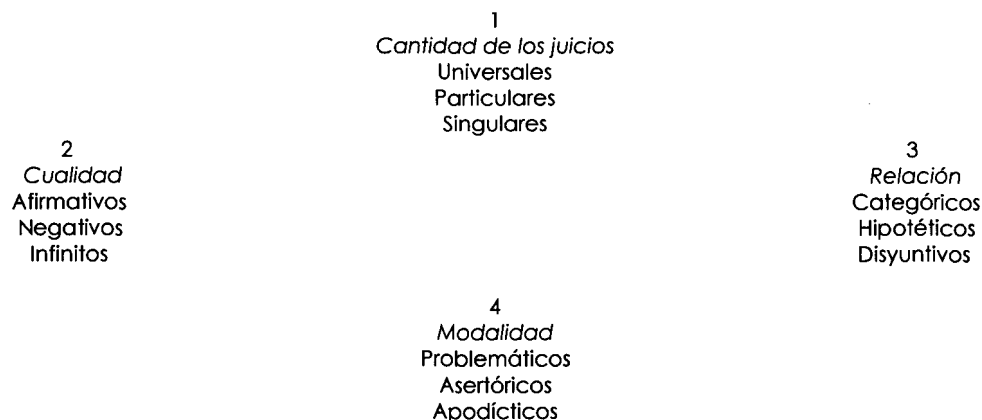 1
Cantidad de los juicios
Universales
Particulares
Singulares
2
Cualidad
Afirmativos
Negativos
Infinitos
3
Relación
Categóricos
Hipotéticos
Disyuntivos
4
Modalidad
Problemáticos
Asertóricos
Apodícticos